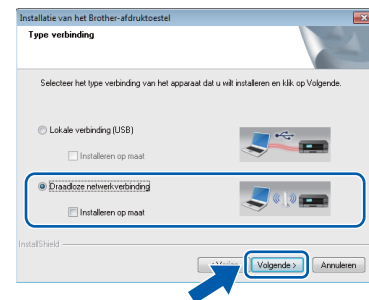 Installatie van het Brother-afdruktoestel
Type verbinding
Selecteer het type verbinding van het apparaat dat u wilt installeren en klik op Volgende.
Lokale verbinding (USB)
Installeren op maat
Draadloze netwerkverbinding
Installeren op maat
InstallShield
Volgende > Annuleren